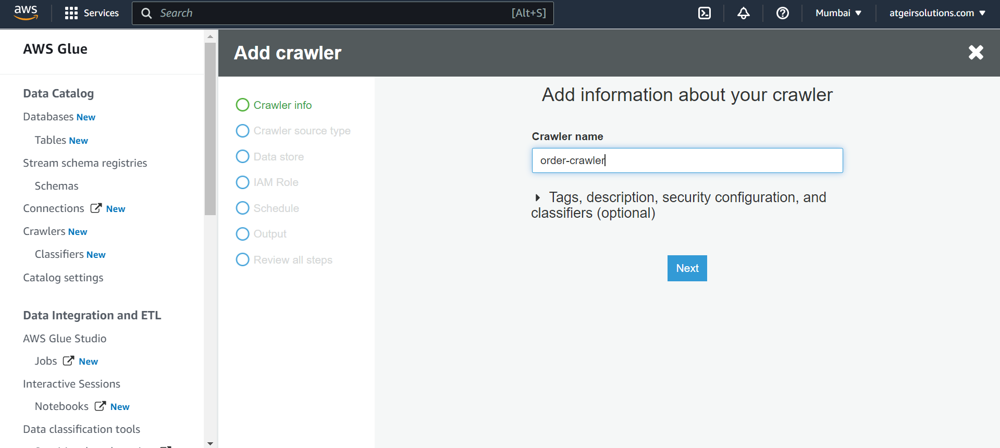 aws Services Search [Alt+S] Mumbai atgeirsolutions.com
AWS Glue
Data Catalog
Databases New
Tables New
Stream schema registries
Schemas
Connections New
Crawlers New
Classifiers New
Catalog settings
Data Integration and ETL
AWS Glue Studio
Jobs New
Interactive Sessions
Notebooks New
Data classification tools
Add crawler
Crawler info
Crawler source type
Data store
IAM Role
Schedule
Output
Review all steps
Add information about your crawler
Crawler name
order-crawler
Tags, description, security configuration, and
classifiers (optional)
Next